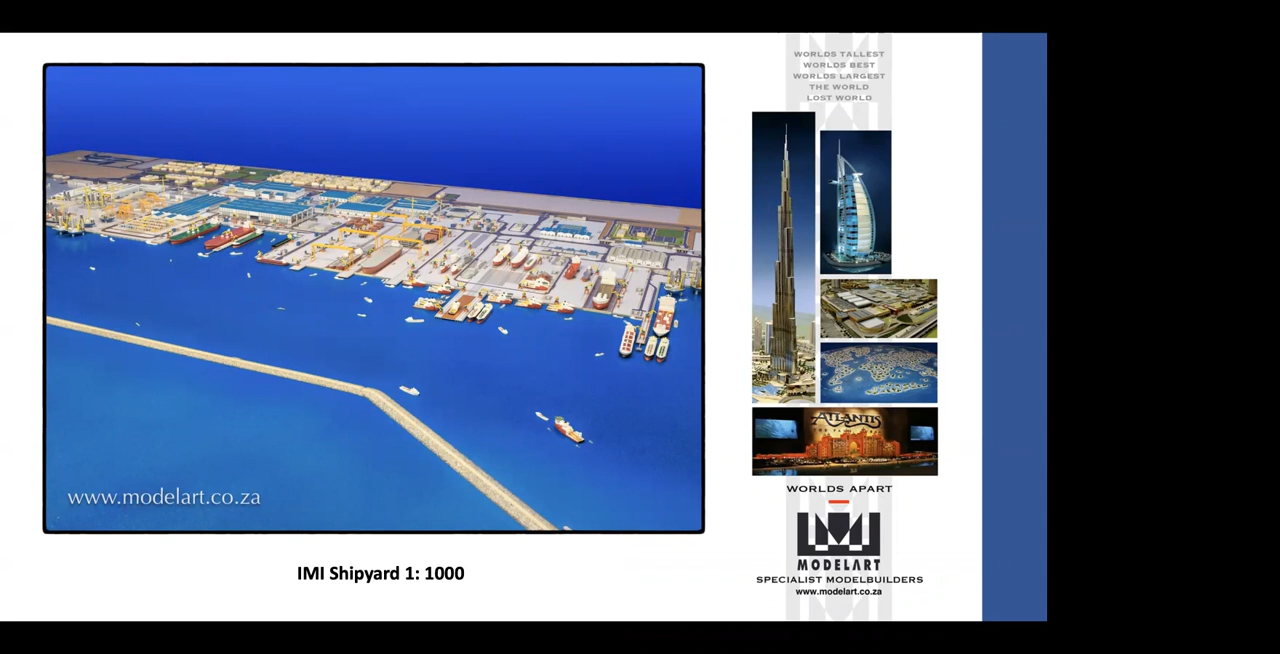 www.modelart.co.za
IMI Shipyard 1: 1000
WORLDS TALLEST
WORLDS BEST
WORLDS LARGEST
THE WORLD
LOST WORLD
ATLANTIS
WORLDS APART
MODELART
SPECIALIST MODELBUILDERS
www.modelart.co.za